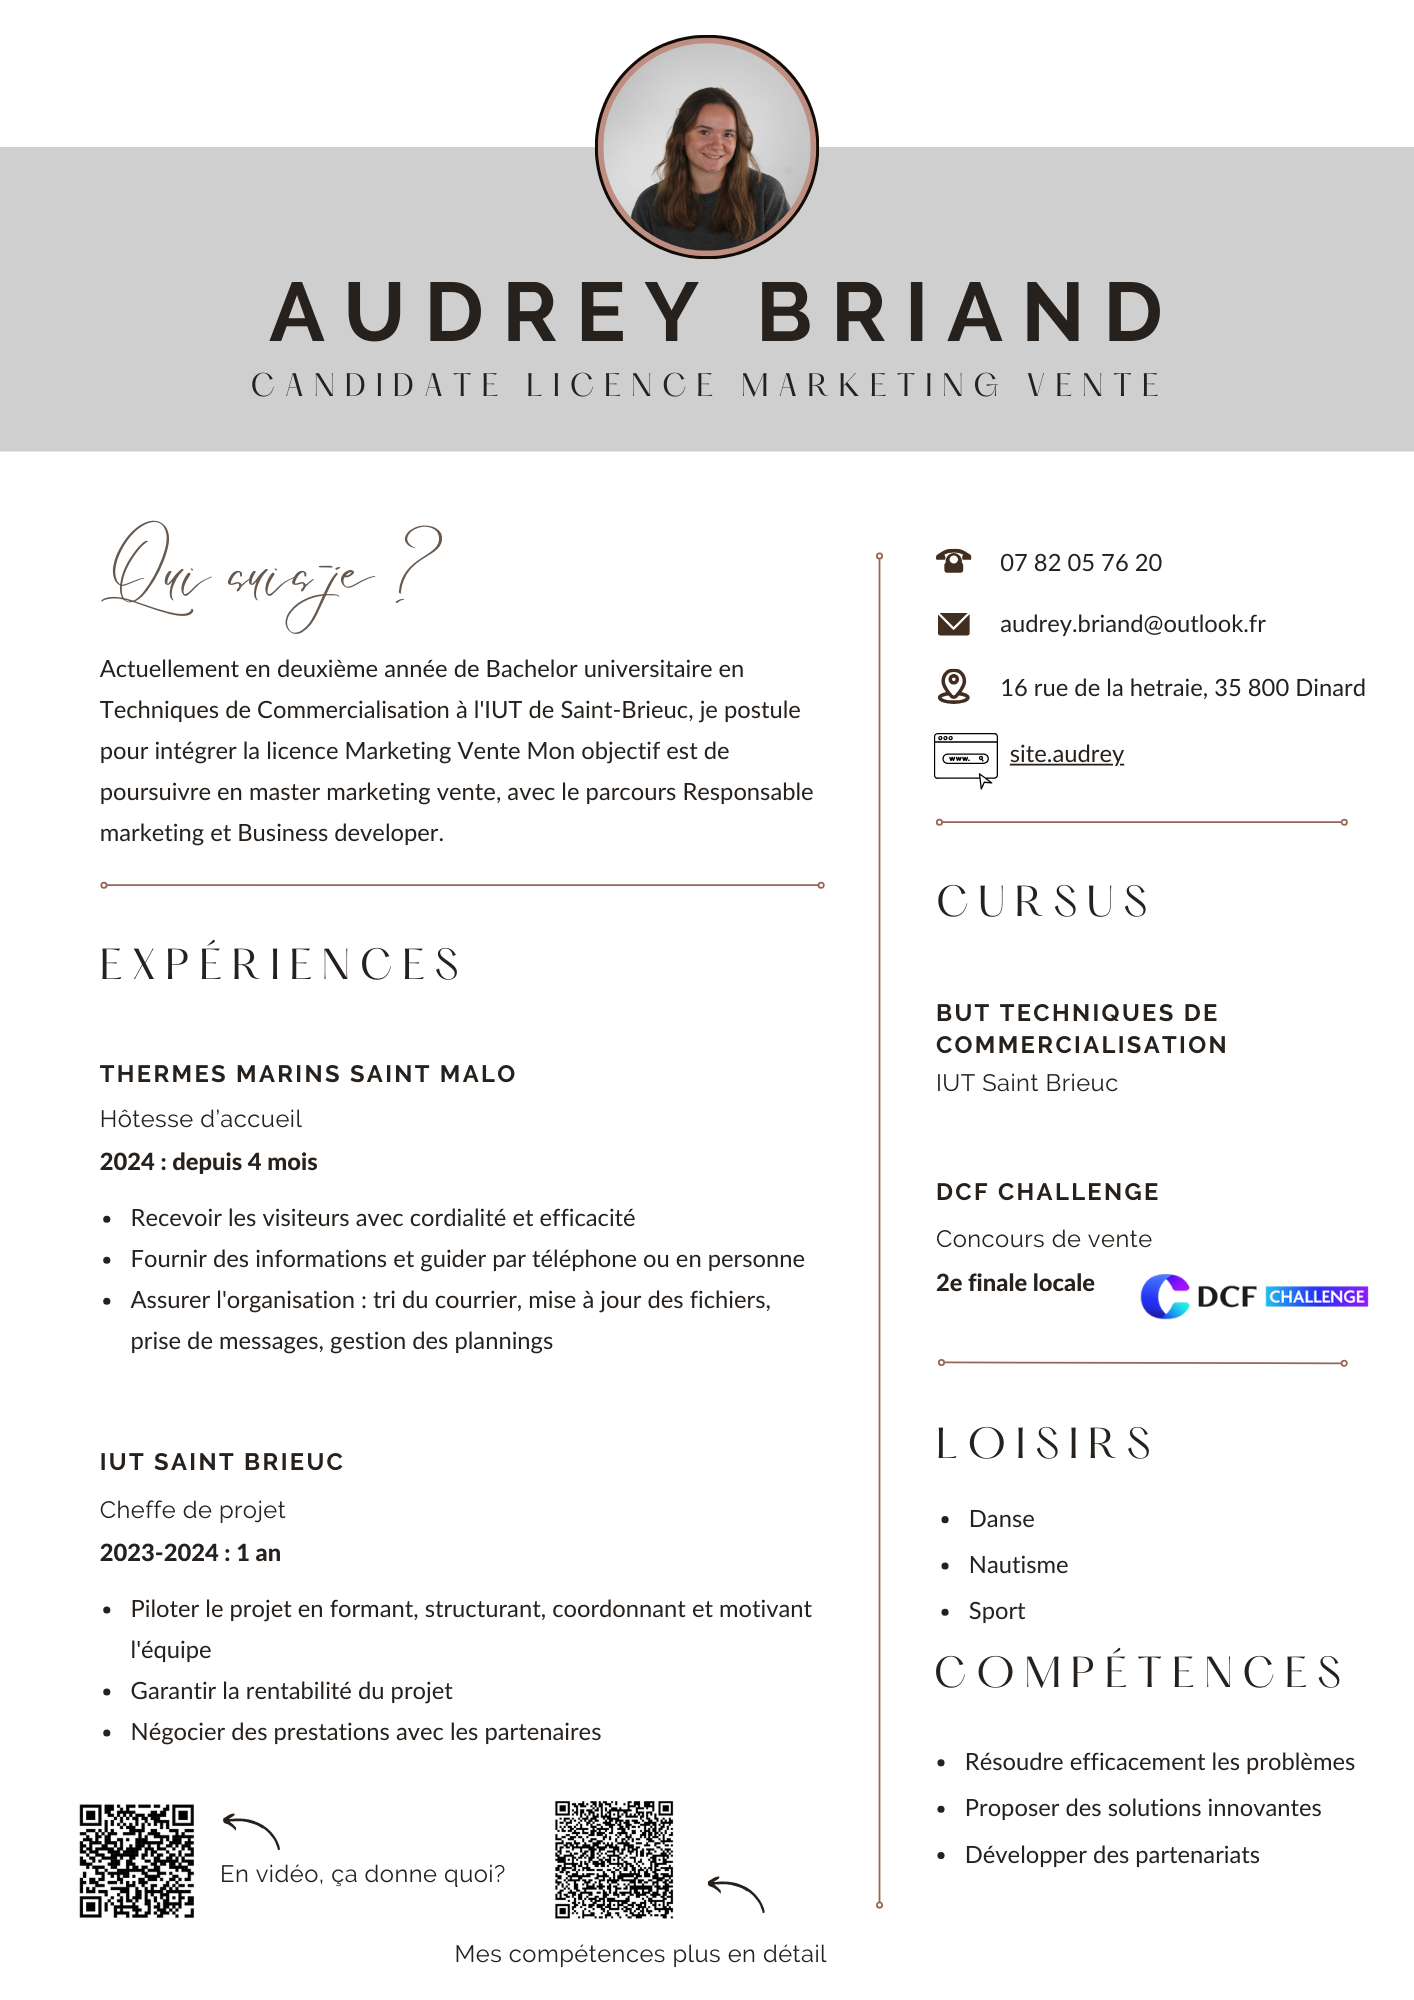 AUDREY BRIAND
CANDIDATE LICENCE MARKETING VENTE
Qui suis-je ?
Actuellement en deuxième année de Bachelor universitaire en
Techniques de Commercialisation à l'IUT de Saint-Brieuc, je postule
pour intégrer la licence Marketing Vente Mon objectif est de
poursuivre en master marketing vente, avec le parcours Responsable
marketing et Business developer.
EXPÉRIENCES
THERMES MARINS SAINT MALO
Hôtesse d’accueil
2024 : depuis 4 mois
• Recevoir les visiteurs avec cordialité et efficacité
• Fournir des informations et guider par téléphone ou en personne
• Assurer l'organisation : tri du courrier, mise à jour des fichiers,
prise de messages, gestion des plannings
IUT SAINT BRIEUC
Cheffe de projet
2023-2024 : 1 an
• Piloter le projet en formant, structurant, coordonnant et motivant
l'équipe
• Garantir la rentabilité du projet
• Négocier des prestations avec les partenaires
En vidéo, ça donne quoi?
Mes compétences plus en détail
07 82 05 76 20
audrey.briand@outlook.fr
16 rue de la hetraie, 35 800 Dinard
www.
site.audrey
CURSUS
BUT TECHNIQUES DE
COMMERCIALISATION
IUT Saint Brieuc
DCF CHALLENGE
Concours de vente
2e finale locale
DCF CHALLENGE
LOISIRS
• Danse
• Nautisme
• Sport
COMPÉTENCES
• Résoudre efficacement les problèmes
• Proposer des solutions innovantes
• Développer des partenariats